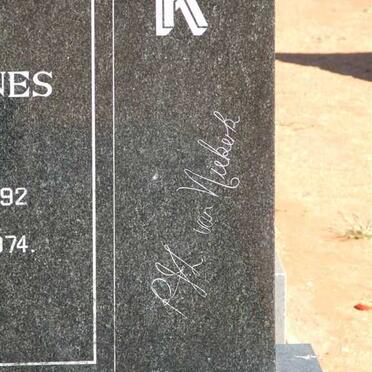 K
NES
92
974.
van Niekerk